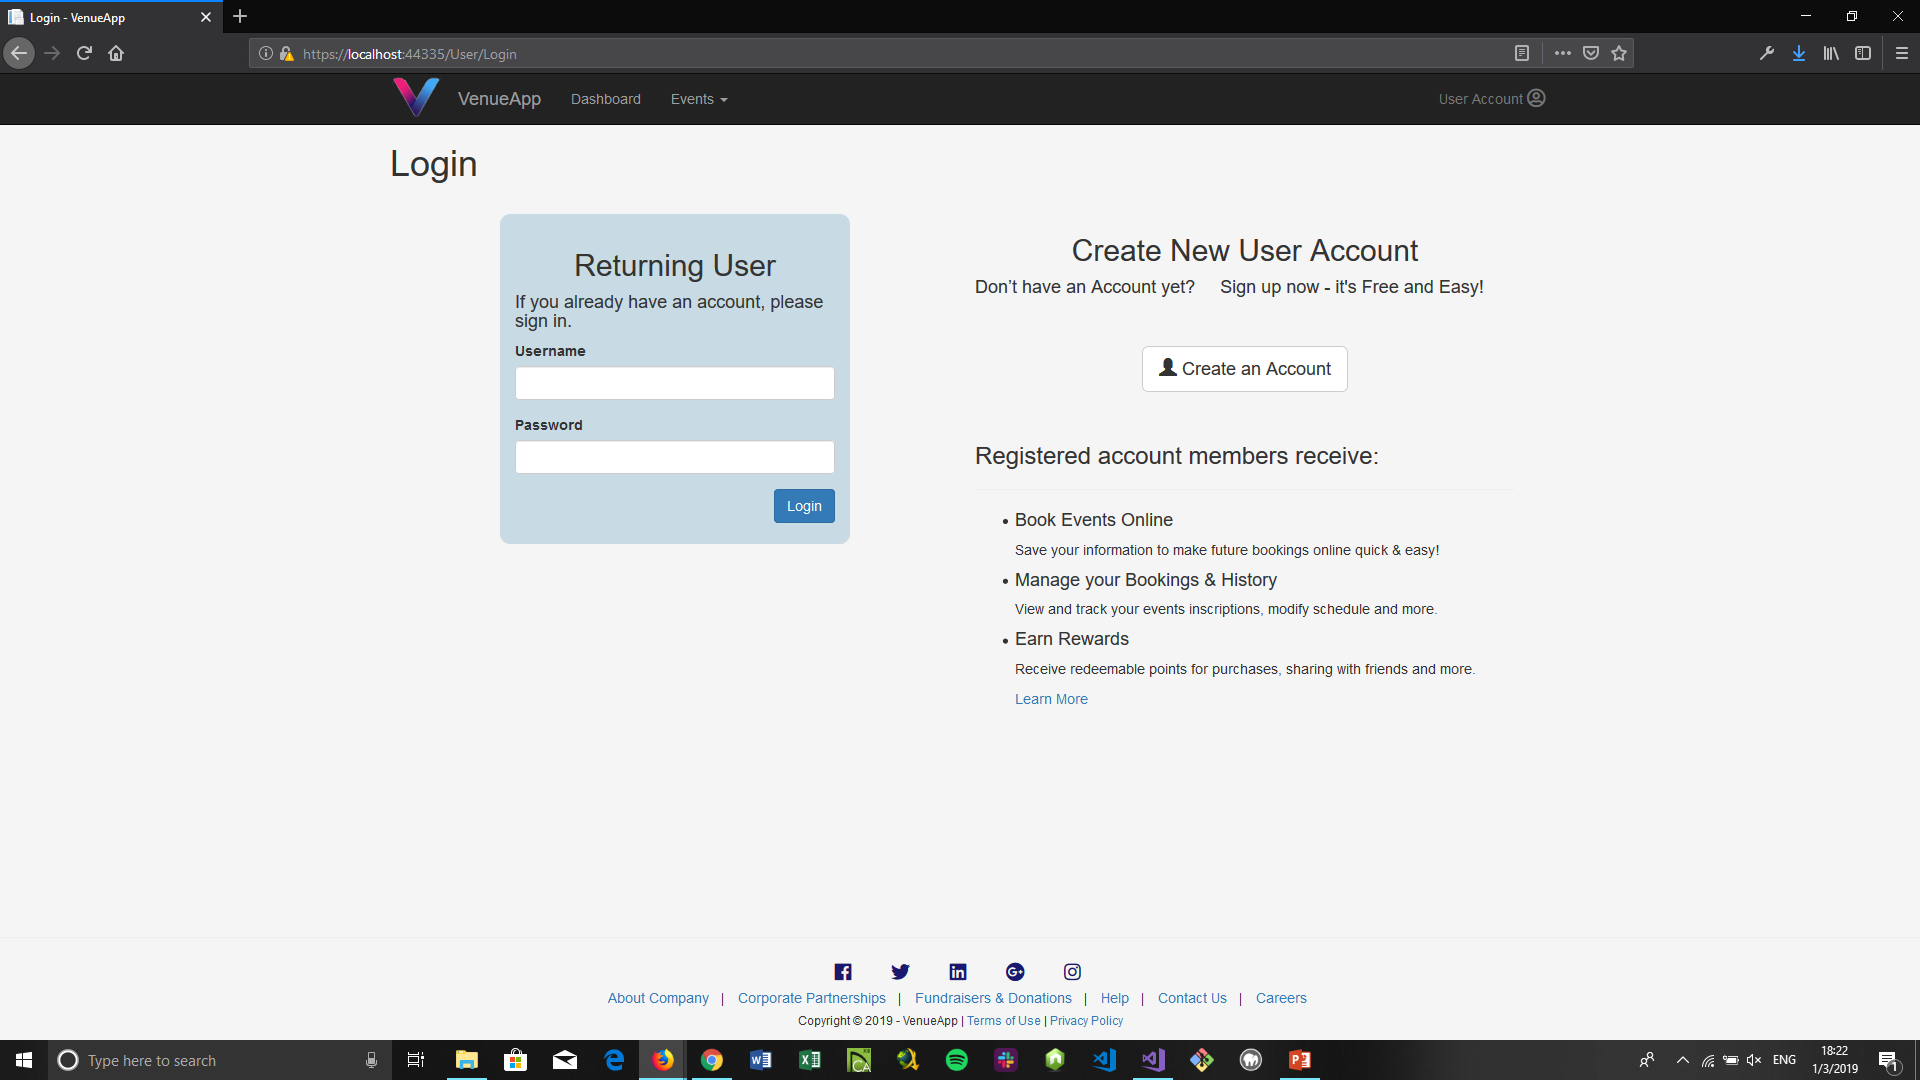 Login - VenueApp
https://localhost:44335/User/Login
VenueApp Dashboard Events User Account
Login
Returning User
If you already have an account, please
sign in.
Username
Password
Login
Create New User Account
Don’t have an Account yet? Sign up now - it's Free and Easy!
Create an Account
Registered account members receive:
Book Events Online
Save your information to make future bookings online quick & easy!
Manage your Bookings & History
View and track your events inscriptions, modify schedule and more.
Earn Rewards
Receive redeemable points for purchases, sharing with friends and more.
Learn More
About Company | Corporate Partnerships | Fundraisers & Donations | Help | Contact Us | Careers
Copyright © 2019 - VenueApp | Terms of Use | Privacy Policy
Type here to search
ENG
18:22
1/3/2019
1